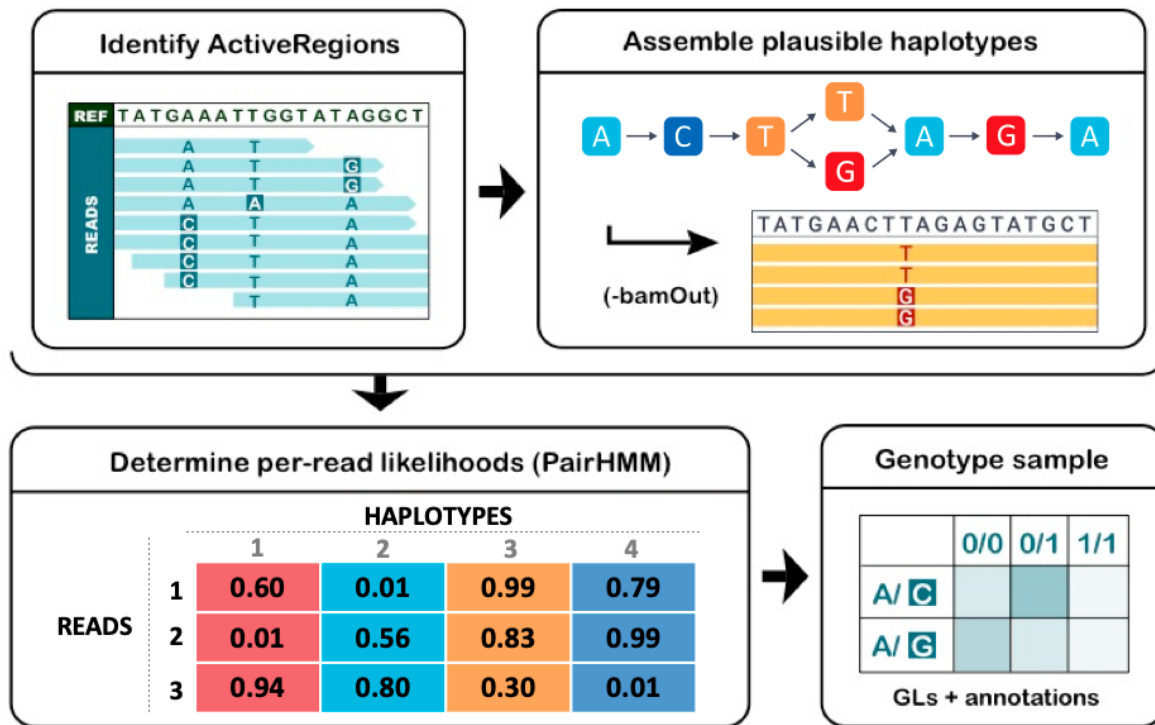 Identify ActiveRegions
REF TATGAAATTGGTATAGGCT
READS
A T
A T G
A T G
A A A
C T A
C T A
C T A
C T A
T A
Assemble plausible haplotypes
T
A C T A G A
G
TATGAACTTAGAGTATGCT
(-bamOut)
T
T
G
G
Determine per-read likelihoods (PairHMM)
HAPLOTYPES
1 2 3 4
READS
1 0.60 0.01 0.99 0.79
2 0.01 0.56 0.83 0.99
3 0.94 0.80 0.30 0.01
Genotype sample
0/0 0/1 1/1
A/ C
A/ G
GLs + annotations